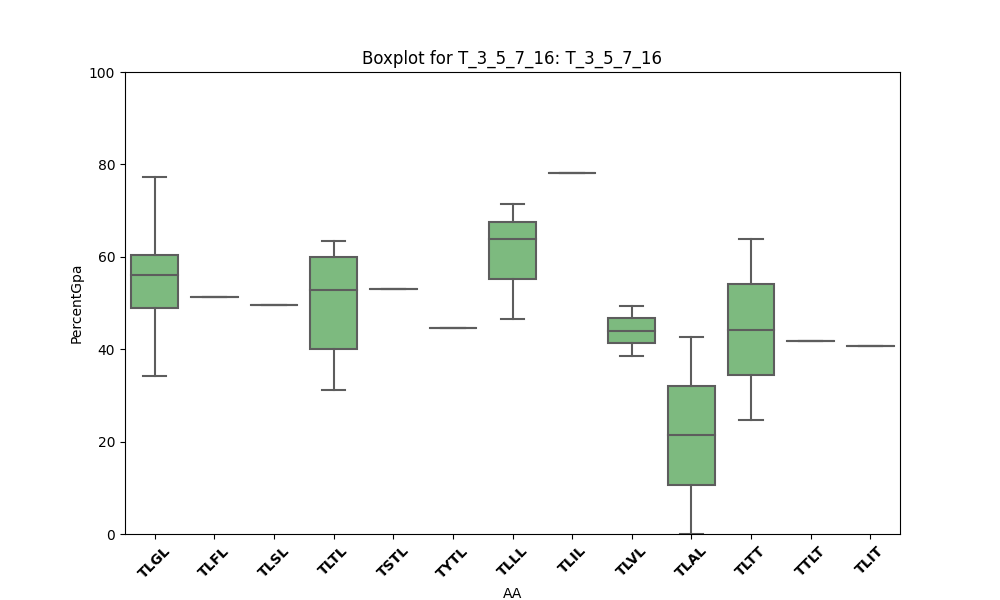 Boxplot for T_3_5_7_16: T_3_5_7_16
100
80
60
40
20
0
PercentGpa
TLGL TLFL TLSL TLTL TSTL TYTL TLLL TLIL TLVL TLAL TLTT TTLT TLIT
AA